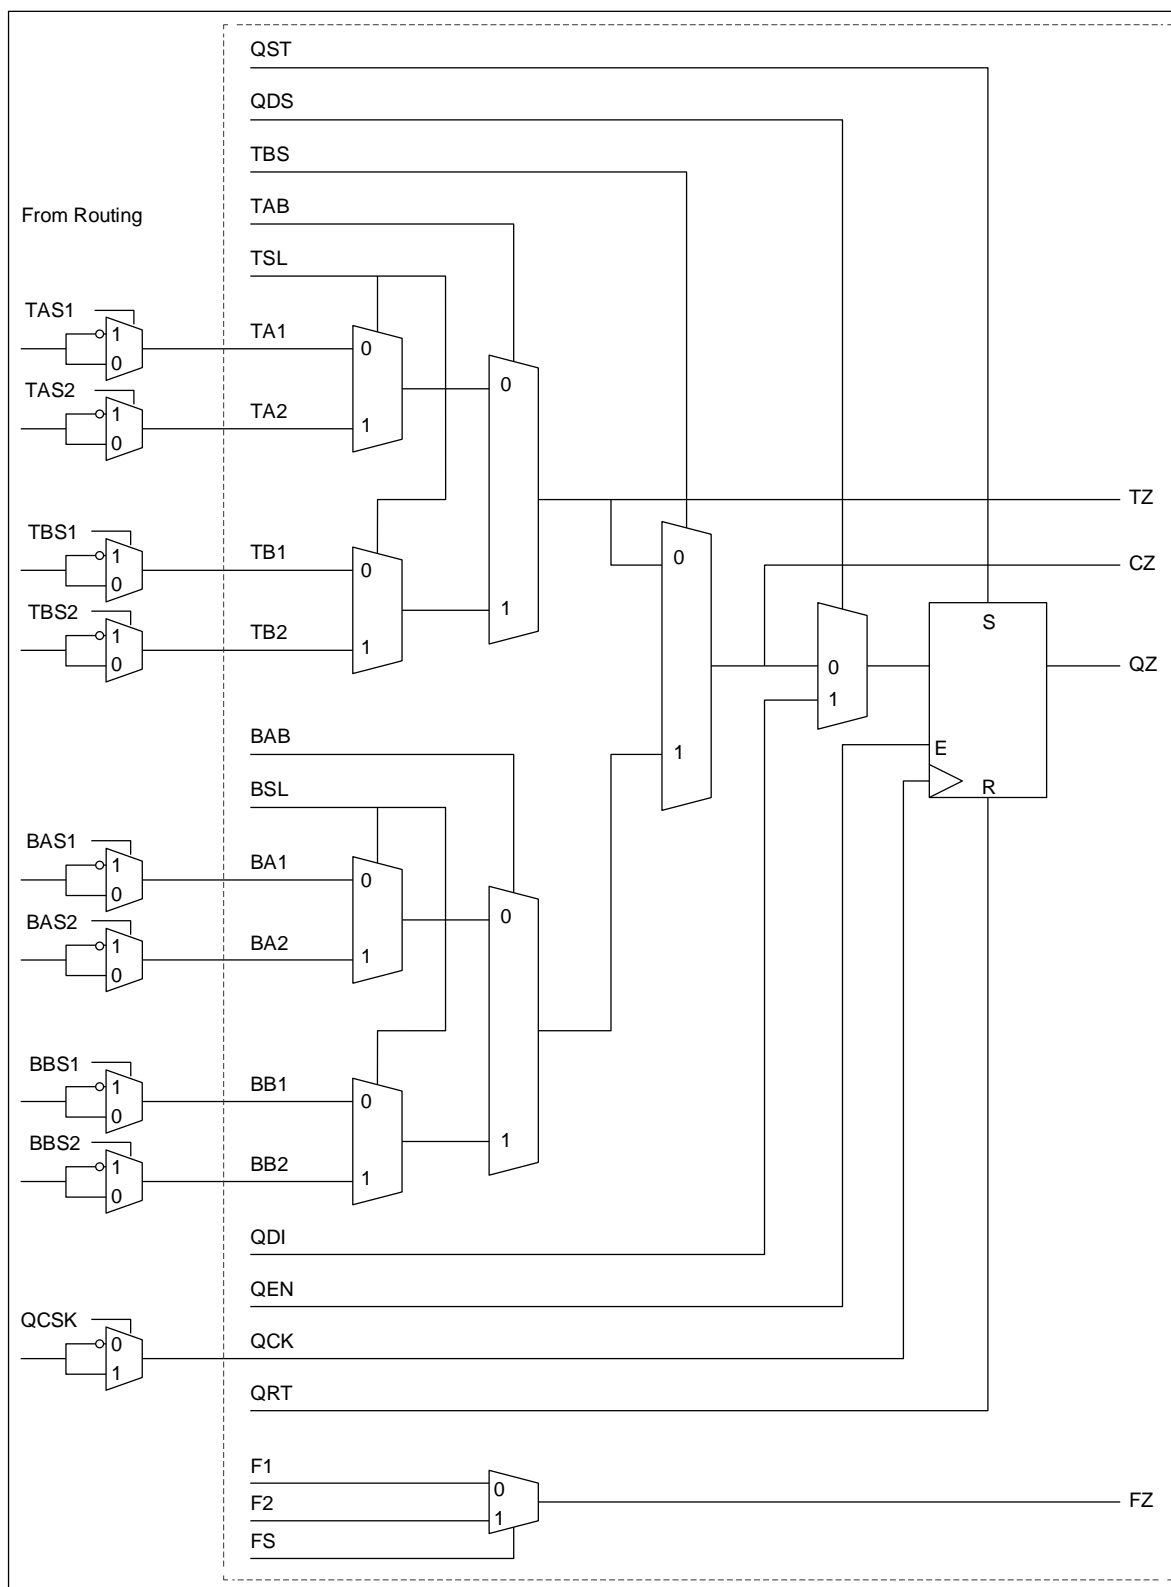 QST
QDS
TBS
TAB
From Routing
TSL
TAS1
1
0
TA1
0
TAS2
1
0
TA2
1
0
TBS1
1
0
TB1
0
TBS2
1
0
TB2
1
1
TZ
0
CZ
S
0
1
QZ
BAB
1
E
R
BSL
BAS1
1
0
BA1
0
BAS2
1
0
BA2
1
0
BBS1
1
0
BB1
0
BBS2
1
0
BB2
1
1
QDI
QEN
QCSK
0
1
QCK
QRT
F1
0
F2
1
FS
FZ